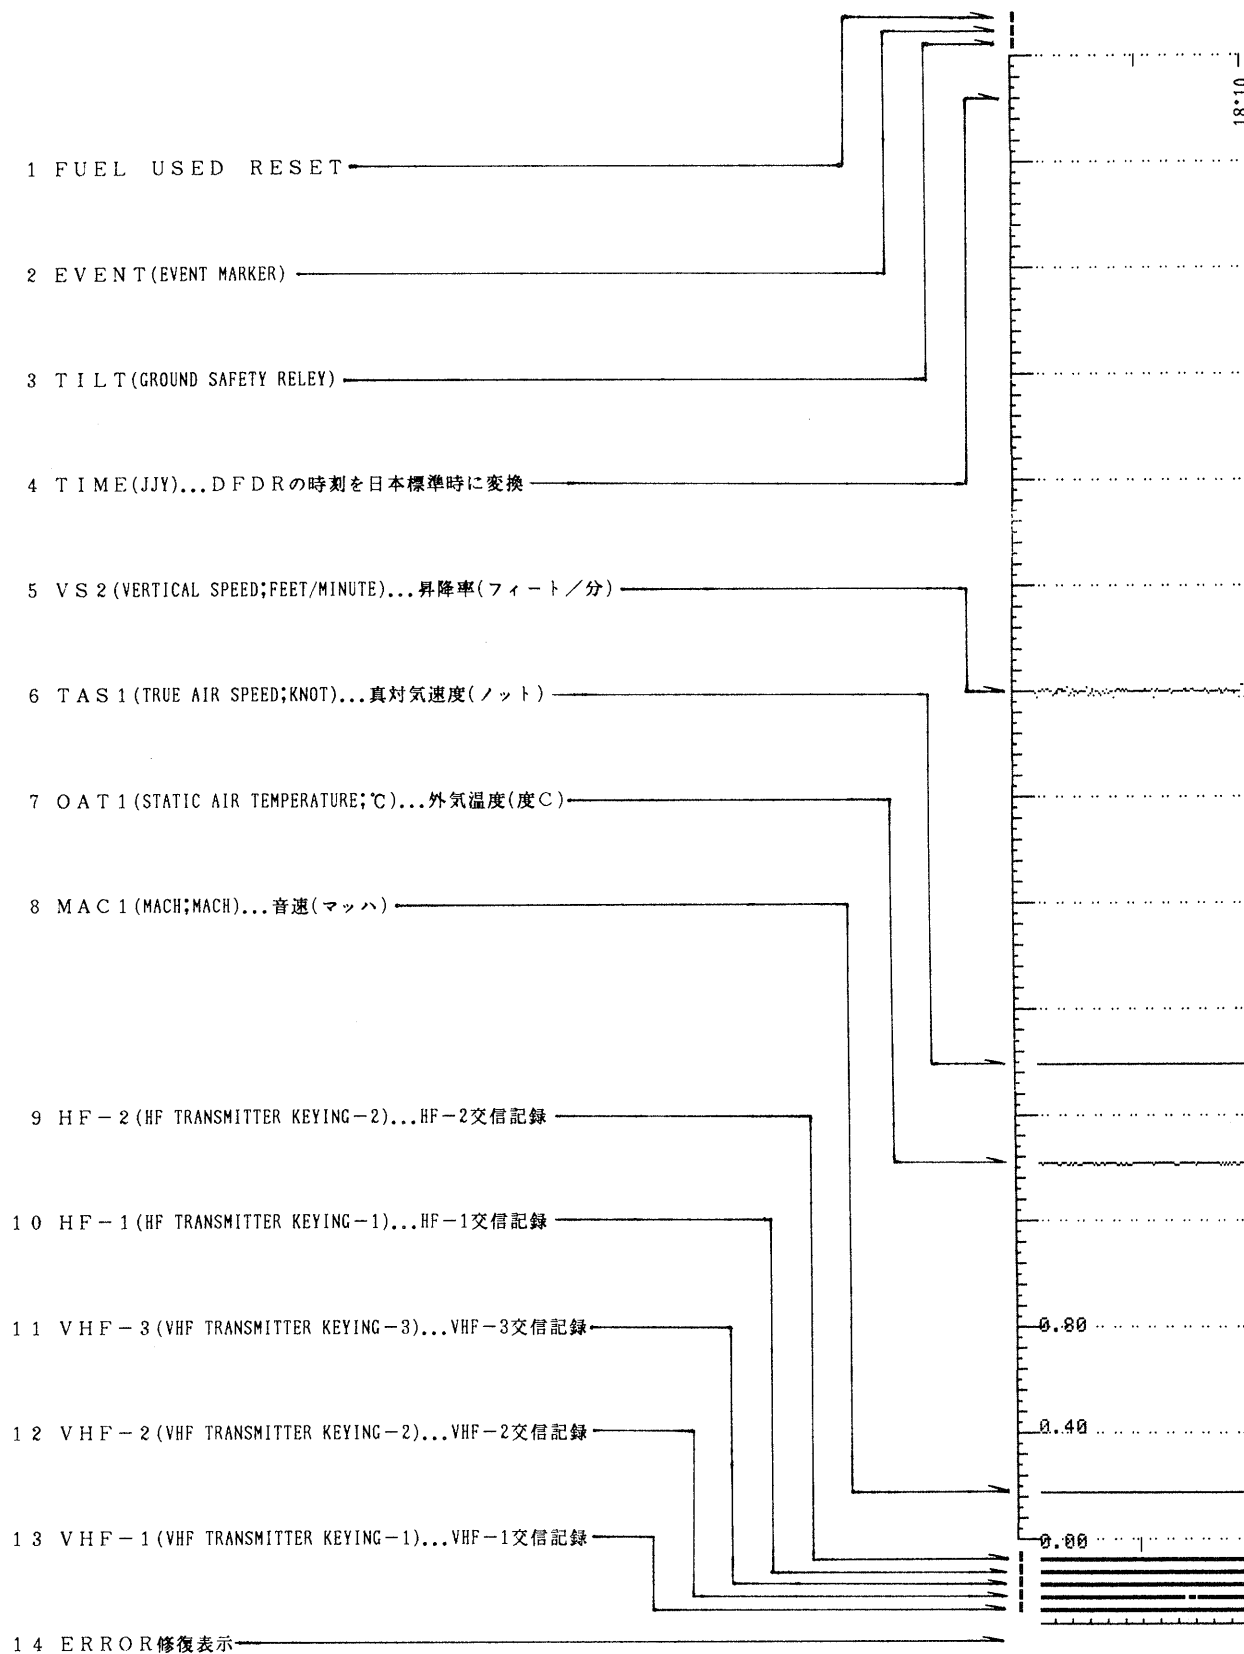 18:10
1 FUEL USED RESET
2 EVENT(EVENT MARKER)
3 TILT(GROUND SAFETY RELEY)
4 TIME(JJY)...DFDRの時刻を日本標準時に変換
5 VS2(VERTICAL SPEED;FEET/MINUTE)...昇降率(フィート/分)
6 TAS1(TRUE AIR SPEED;KNOT)...真対気速度(ノット)
7 OAT1(STATIC AIR TEMPERATURE;℃)...外気温度(度C)
8 MAC1(MACH;MACH)...音速(マッハ)
9 HF-2(HF TRANSMITTER KEYING-2)...HF-2交信記録
10 HF-1(HF TRANSMITTER KEYING-1)...HF-1交信記録
11 VHF-3(VHF TRANSMITTER KEYING-3)...VHF-3交信記録
0.80
12 VHF-2(VHF TRANSMITTER KEYING-2)...VHF-2交信記録
0.40
13 VHF-1(VHF TRANSMITTER KEYING-1)...VHF-1交信記録
0.00
14 ERROR修復表示